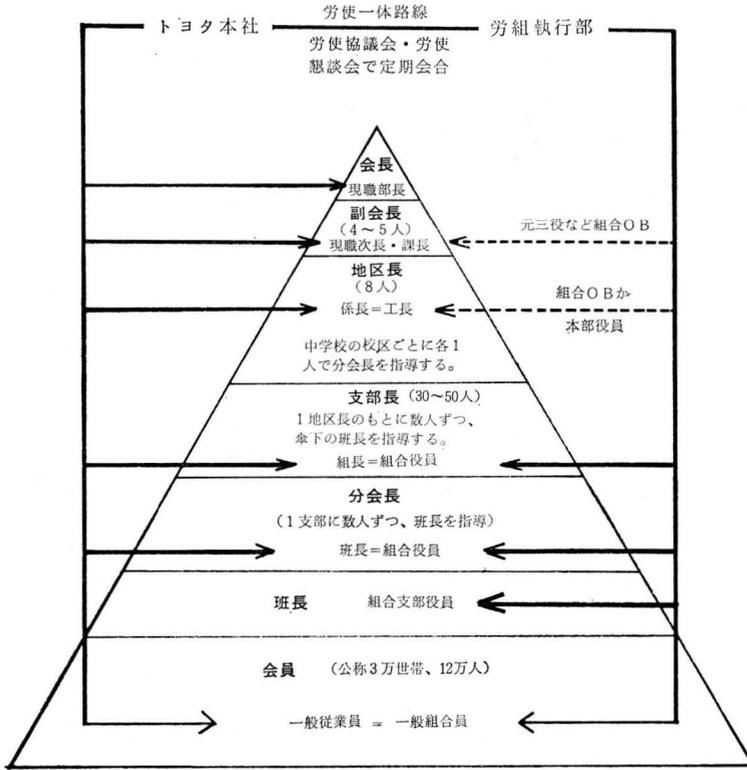 労使一体路線
トヨタ本社
労組執行部
労使協議会・労使
懇談会で定期会合
会長
現職部長
副会長
(4~5人)
現職次長・課長
元三役など組合OB
地区長
(8人)
係長=工長
組合OBか
本部役員
中学校の校区ごとに各1
人で分会長を指導する。
支部長 (30~50人)
1地区長のもとに数人ずつ、
傘下の班長を指導する。
組長=組合役員
分会長
(1支部に数人ずつ、班長を指導)
班長=組合役員
班長 組合支部役員
会員 (公称3万世帯、12万人)
一般従業員 = 一般組合員